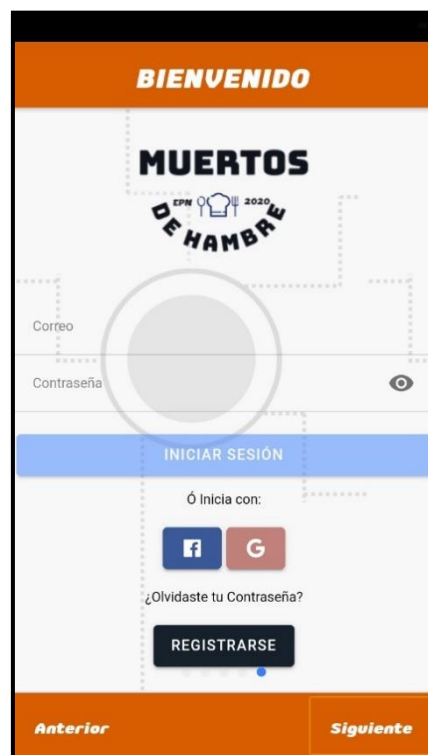 BIENVENIDO
MUERTOS
EPN 2020
DE HAMBRE
Correo
Contraseña
INICIAR SESIÓN
Ó Inicia con:
G
¿Olvidaste tu Contraseña?
REGISTRARSE
Anterior Siguiente